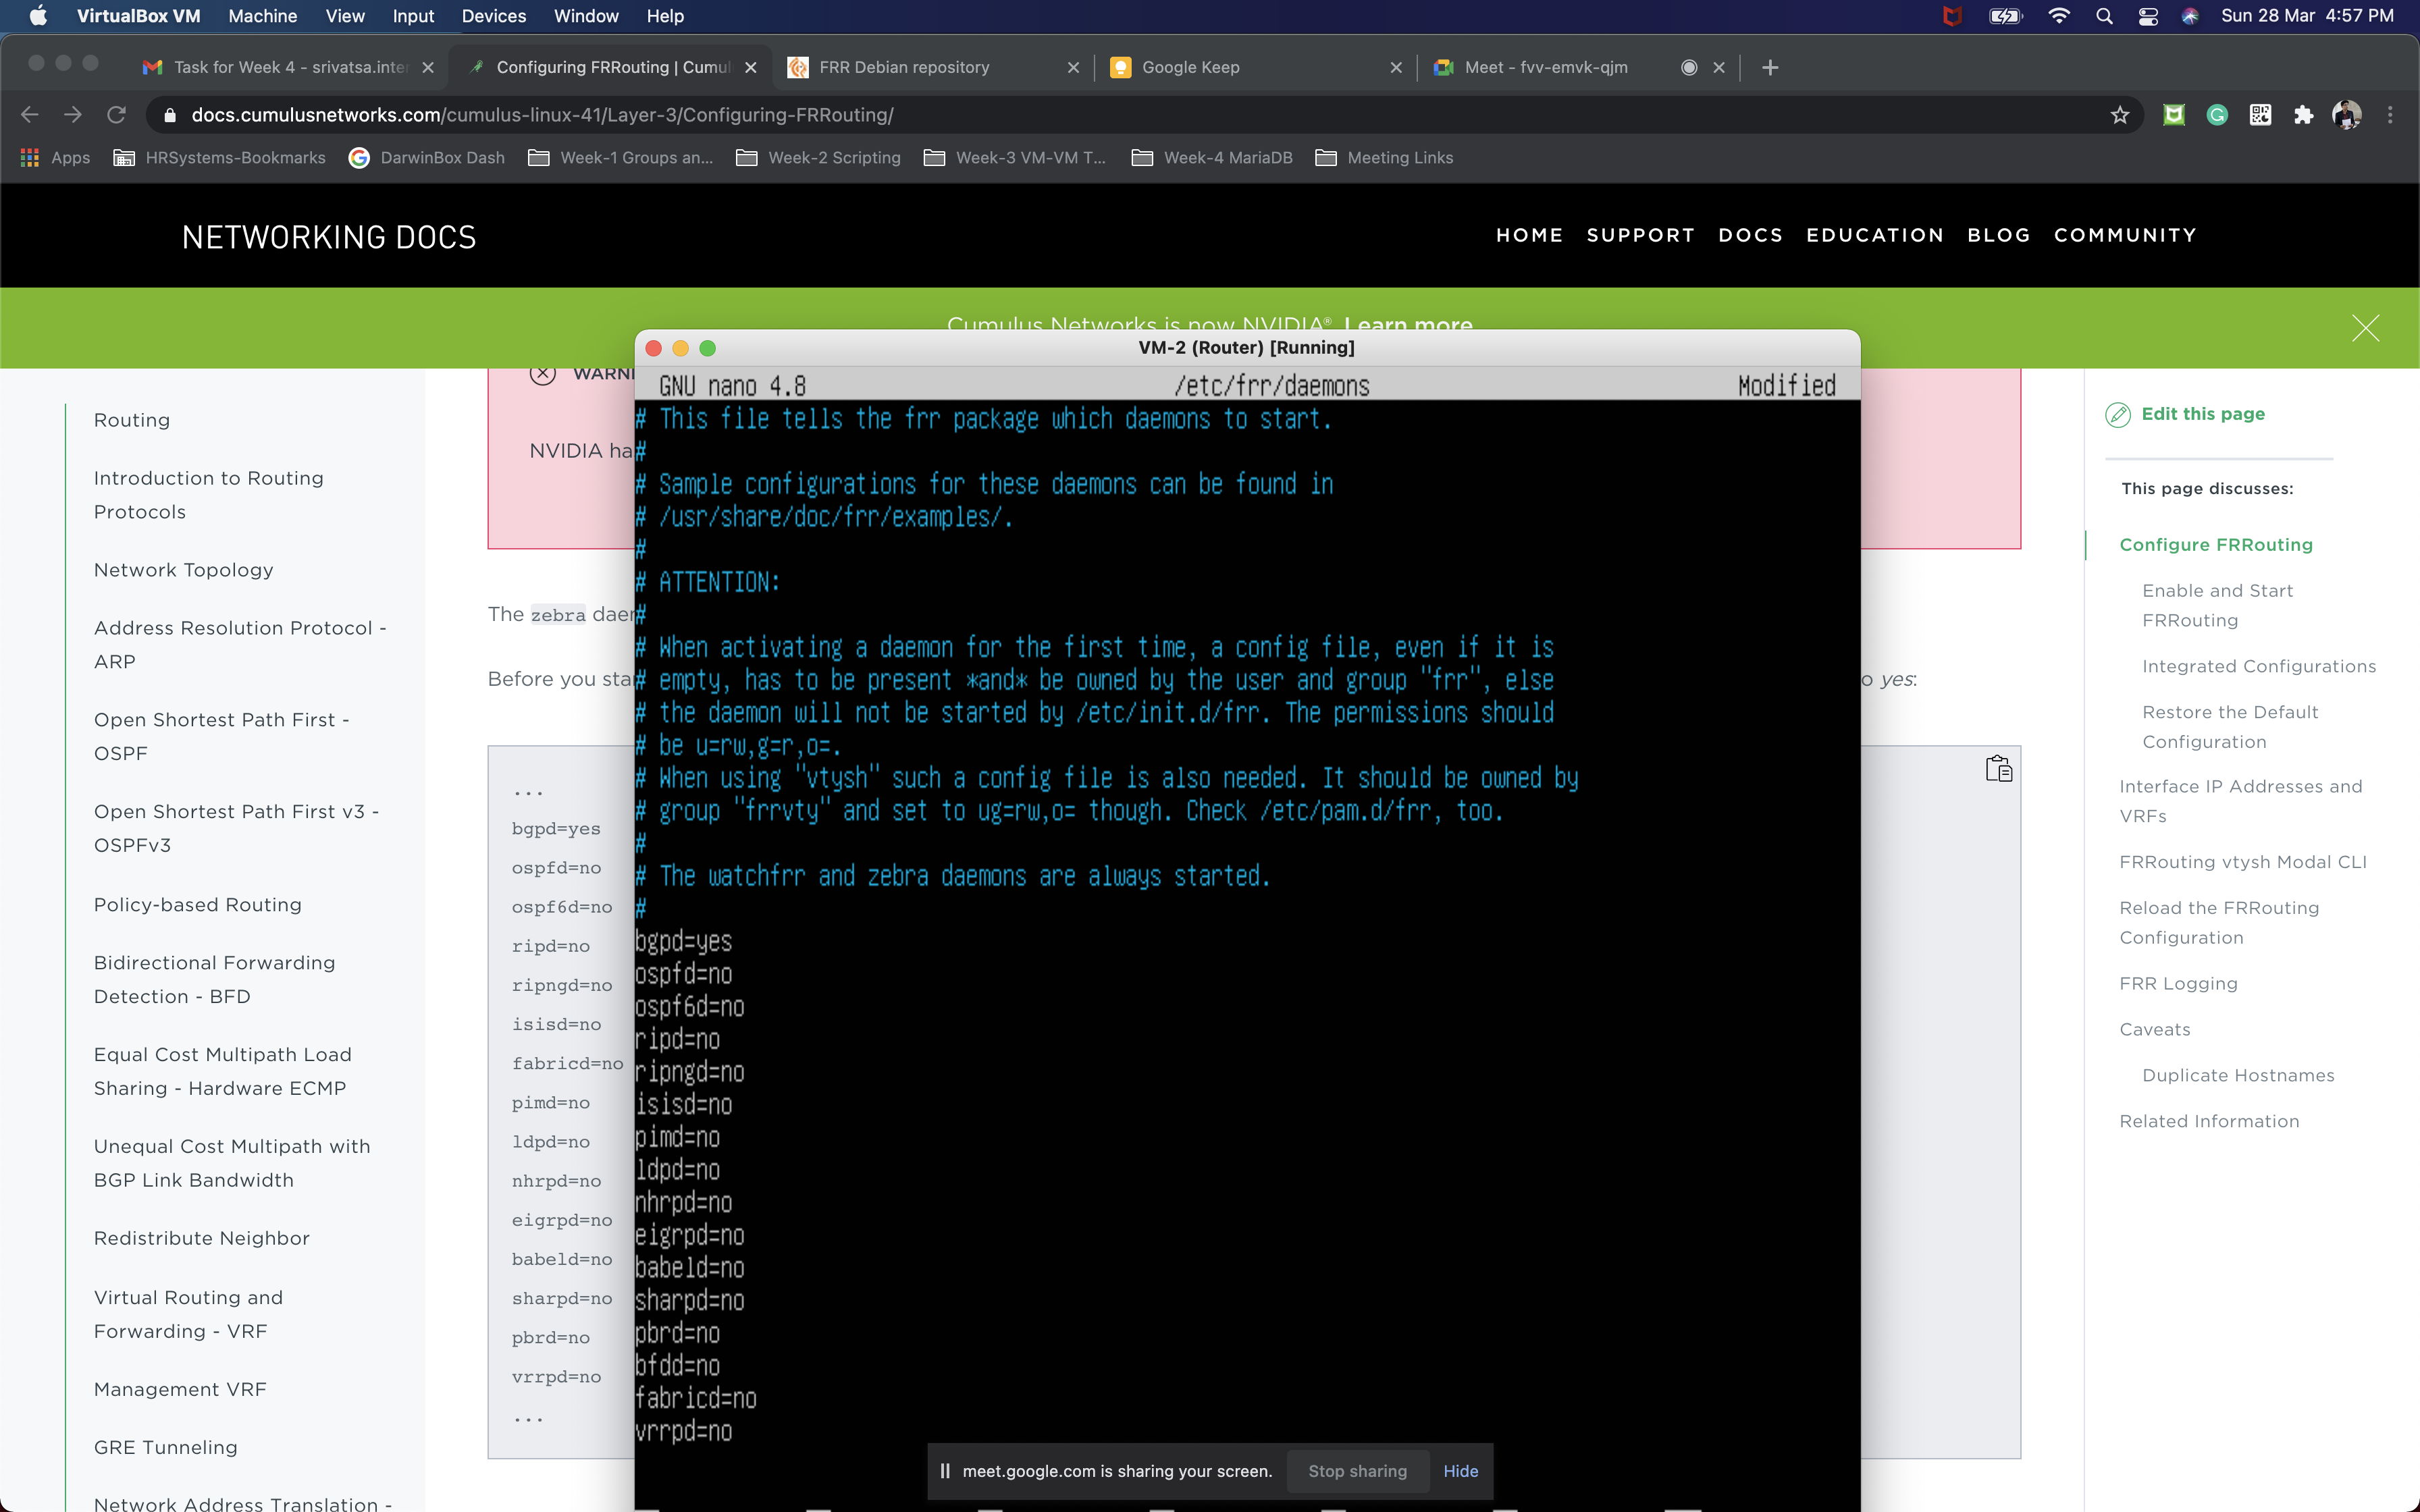 VirtualBox VM Machine View Input Devices Window Help Sun 28 Mar 4:57 PM
Task for Week 4 - srivatsa.inter Configuring FRRouting | Cumul FRR Debian repository Google Keep Meet - fvv-emvk-qjm
docs.cumulusnetworks.com/cumulus-linux-41/Layer-3/Configuring-FRRouting/
Apps HRSystems-Bookmarks DarwinBox Dash Week-1 Groups an... Week-2 Scripting Week-3 VM-VM T... Week-4 MariaDB Meeting Links
NETWORKING DOCS HOME SUPPORT DOCS EDUCATION BLOG COMMUNITY
Cumulus Networks is now NVIDIA® Learn more
Routing
Introduction to Routing
Protocols
Network Topology
Address Resolution Protocol -
ARP
Open Shortest Path First -
OSPF
Open Shortest Path First v3 -
OSPFv3
Policy-based Routing
Bidirectional Forwarding
Detection - BFD
Equal Cost Multipath Load
Sharing - Hardware ECMP
Unequal Cost Multipath with
BGP Link Bandwidth
Redistribute Neighbor
Virtual Routing and
Forwarding - VRF
Management VRF
GRE Tunneling
Network Address Translation -
WARNI
NVIDIA ha
The zebra daer
Before you star
o yes:
...
bgpd=yes
ospfd=no
ospf6d=no
ripd=no
ripngd=no
isisd=no
fabricd=no
pimd=no
ldpd=no
nhrpd=no
eigrpd=no
babeld=no
sharpd=no
pbrd=no
vrrpd=no
...
VM-2 (Router) [Running]
GNU nano 4.8 /etc/frr/daemons Modified
# This file tells the frr package which daemons to start.
#
# Sample configurations for these daemons can be found in
# /usr/share/doc/frr/examples/.
#
# ATTENTION:
#
# When activating a daemon for the first time, a config file, even if it is
# empty, has to be present *and* be owned by the user and group "frr", else
# the daemon will not be started by /etc/init.d/frr. The permissions should
# be u=rw,g=r,o=.
# When using "vtysh" such a config file is also needed. It should be owned by
# group "frrvty" and set to ug=rw,o= though. Check /etc/pam.d/frr, too.
#
# The watchfrr and zebra daemons are always started.
#
bgpd=yes
ospfd=no
ospf6d=no
ripd=no
ripngd=no
isisd=no
pimd=no
ldpd=no
nhrpd=no
eigrpd=no
babeld=no
sharpd=no
pbrd=no
bfdd=no
fabricd=no
vrrpd=no
meet.google.com is sharing your screen. Stop sharing Hide
Edit this page
This page discusses:
Configure FRRouting
Enable and Start
FRRouting
Integrated Configurations
Restore the Default
Configuration
Interface IP Addresses and
VRFs
FRRouting vtysh Modal CLI
Reload the FRRouting
Configuration
FRR Logging
Caveats
Duplicate Hostnames
Related Information